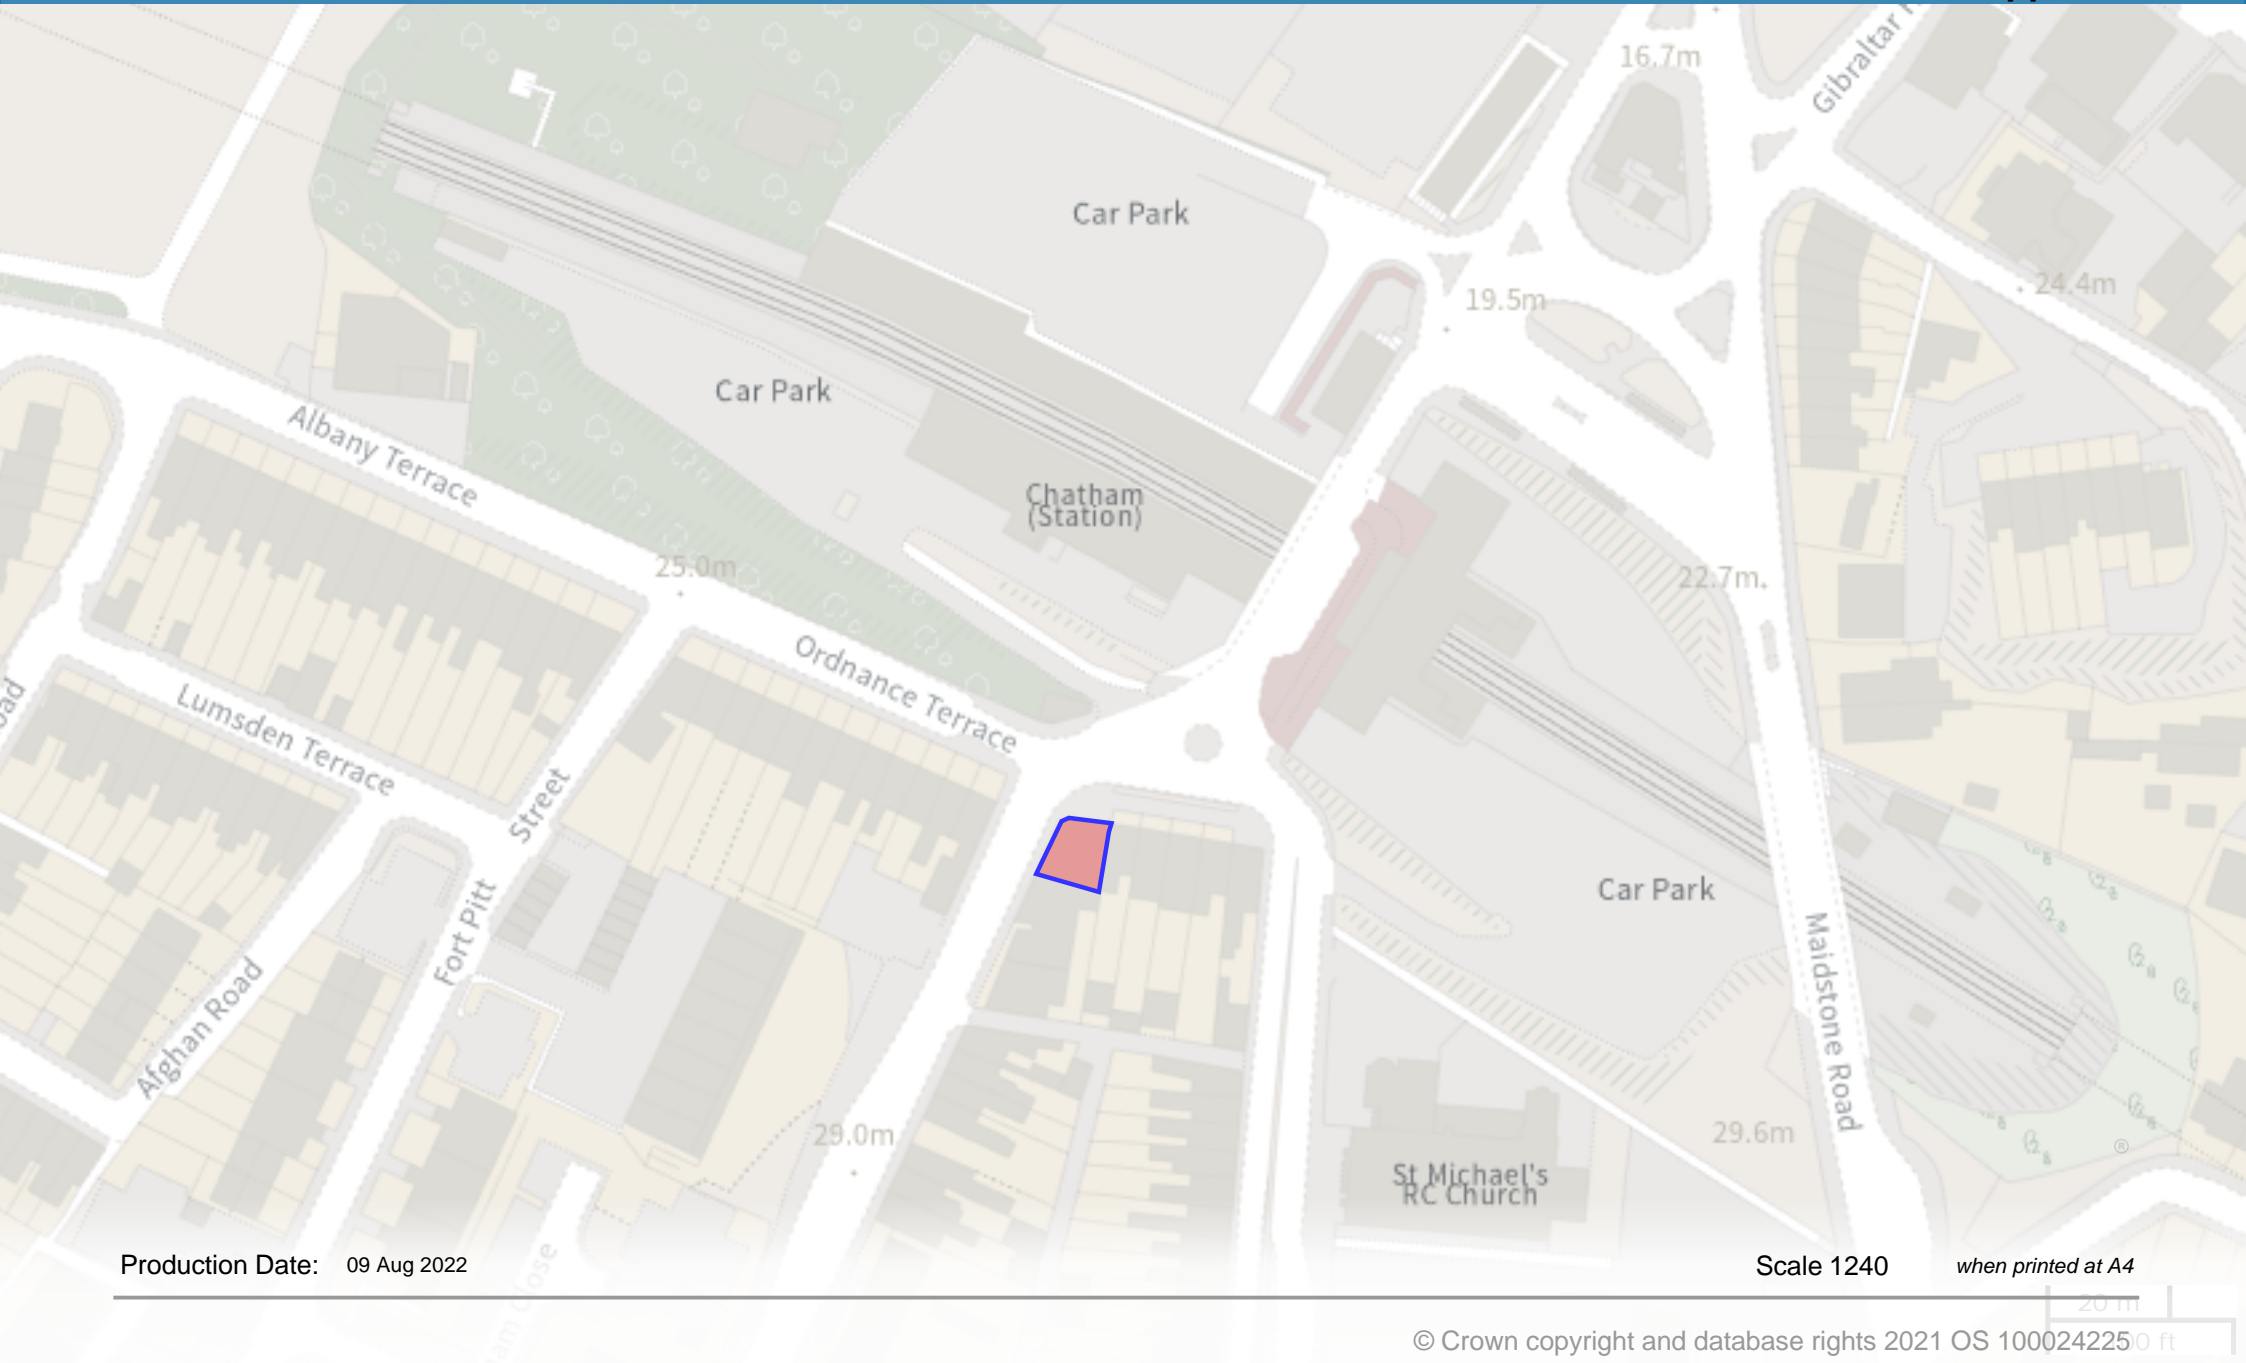 16.7m
Gibraltar
Car Park
19.5m
24.4m
Car Park
Albany Terrace
Chatham
(Station)
25.0m
22.7m
Ordnance Terrace
Lumsden Terrace
Street
Car Park
Fort Pitt
Afghan Road
Maidstone Road
29.0m
29.6m
St Michael's
RC Church
®
Production Date: 09 Aug 2022
Scale 1240 when printed at A4
20 m
© Crown copyright and database rights 2021 OS 100024225
ft